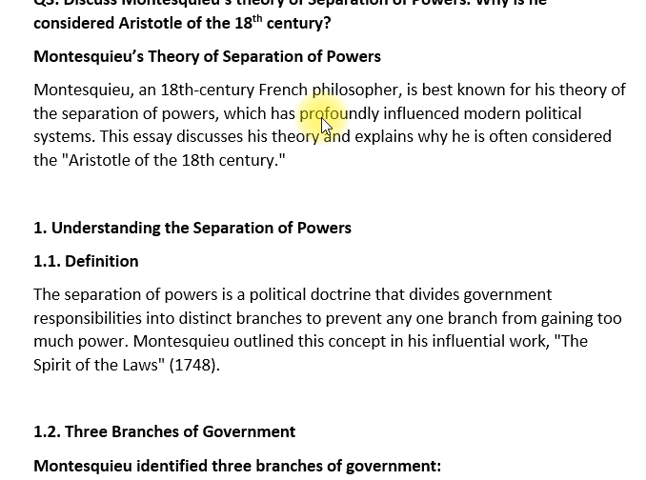 Q3. Discuss Montesquieu's theory of Separation of Powers. Why is he
considered Aristotle of the 18th century?
Montesquieu's Theory of Separation of Powers
Montesquieu, an 18th-century French philosopher, is best known for his theory of
the separation of powers, which has profoundly influenced modern political
systems. This essay discusses his theory and explains why he is often considered
the "Aristotle of the 18th century."
1. Understanding the Separation of Powers
1.1. Definition
The separation of powers is a political doctrine that divides government
responsibilities into distinct branches to prevent any one branch from gaining too
much power. Montesquieu outlined this concept in his influential work, "The
Spirit of the Laws" (1748).
1.2. Three Branches of Government
Montesquieu identified three branches of government: